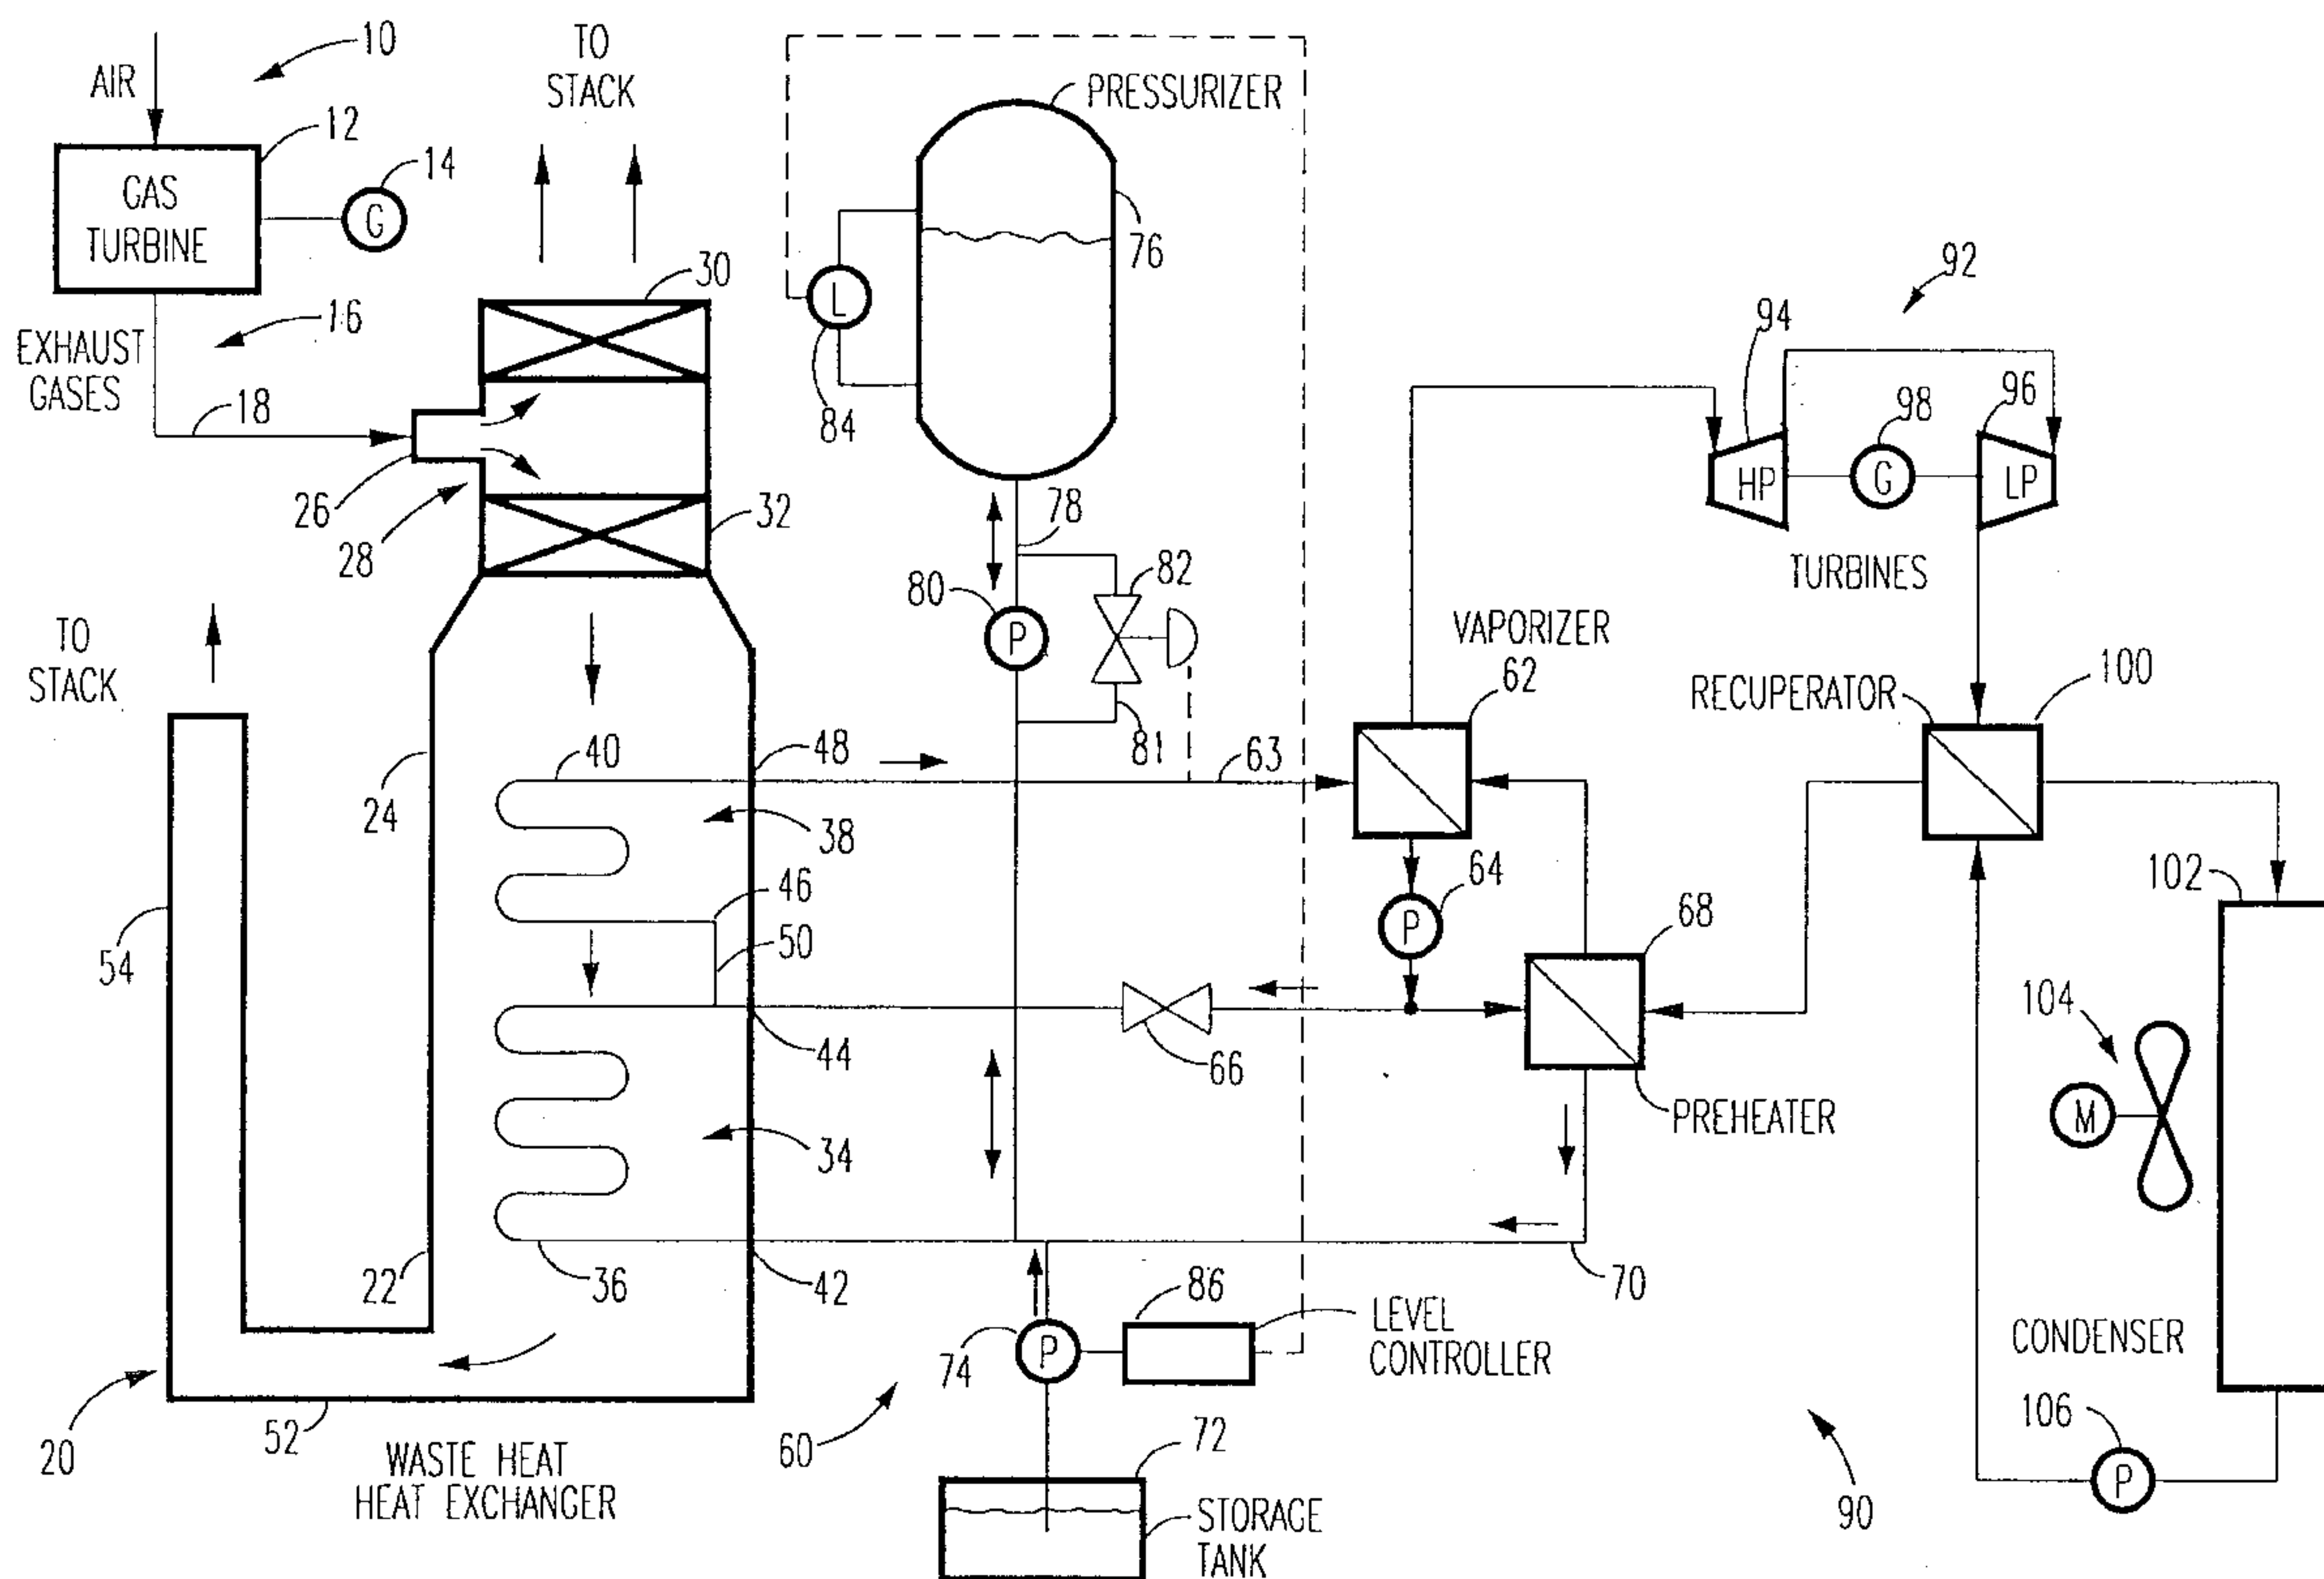 10
AIR
TO
STACK
PRESSURIZER
12
14
GAS
TURBINE
G
76
30
92
16
L
94
EXHAUST
GASES
18
84
98
96
HP
G
LP
26
28
32
78
82
TURBINES
80
P
TO
STACK
VAPORIZER
62
RECUPERATOR
100
40
48
81
63
24
38
64
46
102
68
50
P
54
104
44
66
M
PREHEATER
34
22
36
42
86
70
LEVEL
CONTROLLER
CONDENSER
74
P
20
52
60
72
106
WASTE HEAT
HEAT EXCHANGER
P
90
STORAGE
TANK